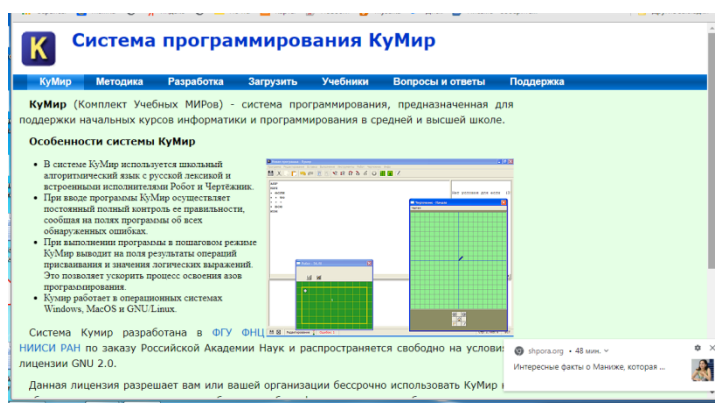 K
Система программирования КуМир
КуМир Методика Разработка Загрузить Учебники Вопросы и ответы Поддержка
КуМир (Комплект Учебных МИРов) - система программирования, предназначенная для
поддержки начальных курсов информатики и программирования в средней и высшей школе.
Особенности системы КуМир
• В системе КуМир используется школьный
алгоритмический язык с русской лексикой и
встроенными исполнителями Робот и Чертёжник.
• При вводе программы КуМир осуществляет
постоянный полный контроль ее правильности,
сообщая на полях программы об всех
обнаруженных ошибках.
• При выполнении программы в пошаговом режиме
КуМир выводит на поля результаты операций
присваивания и значения логических выражений.
Это позволяет ускорить процесс освоения азов
программирования.
• Кумир работает в операционных системах
Windows, MacOS и GNU/Linux.
Система Кумир разработана в ФГУ ФНЦ
НИИСИ РАН по заказу Российской Академии Наук и распространяется свободно на условия
лицензии GNU 2.0.
Данная лицензия разрешает вам или вашей организации бессрочно использовать КуМир
shpora.org • 48 мин.
Интересные факты о Маниже, которая ...